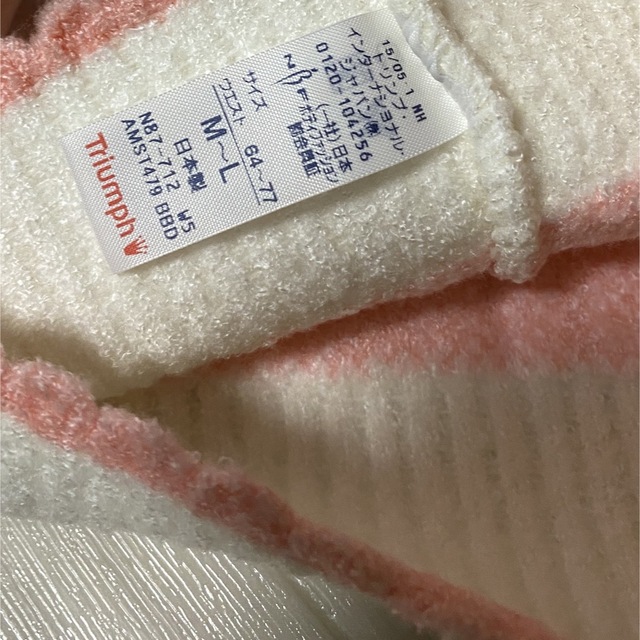 15/05 1 MH
トリンプ・
インターナショナル・
ジャパン㈱
0120-104256
NBF
(一社)日本
ボディファッション
協会員証
サイズ
ウエスト 64~77
M~L
日本製
N87-712 W5
AMST479 BBD
Triumph